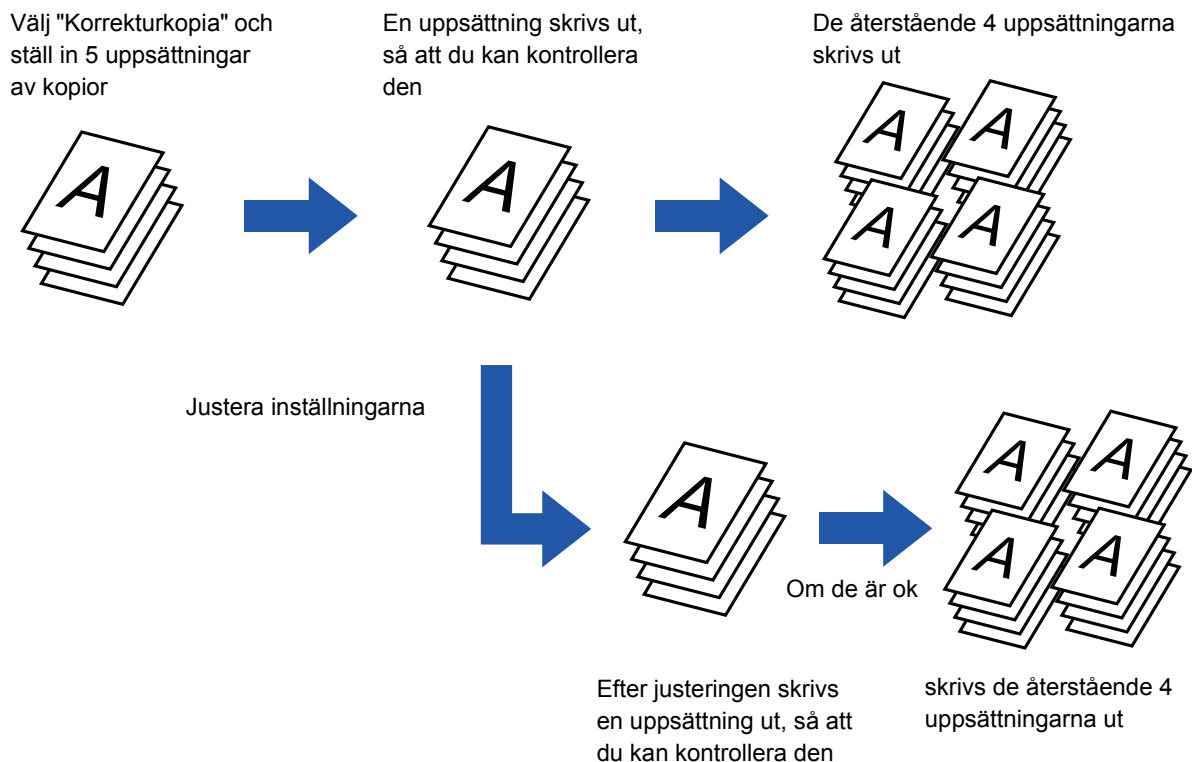 Välj "Korrekturkopia" och
ställ in 5 uppsättningar
av kopior
En uppsättning skrivs ut,
så att du kan kontrollera
den
De återstående 4 uppsättningarna
skrivs ut
A
A
A
A
A
A
Justera inställningarna
A
Om de är ok
A
A
A
A
Efter justeringen skrivs
en uppsättning ut, så att
du kan kontrollera den
skrivs de återstående 4
uppsättningarna ut